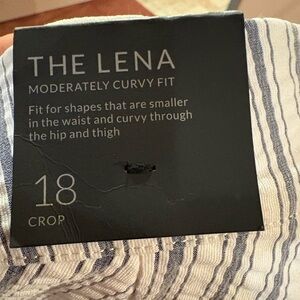 THE LENA
MODERATELY CURVY FIT
Fit for shapes that are smaller
in the waist and curvy through
the hip and thigh
18
CROP